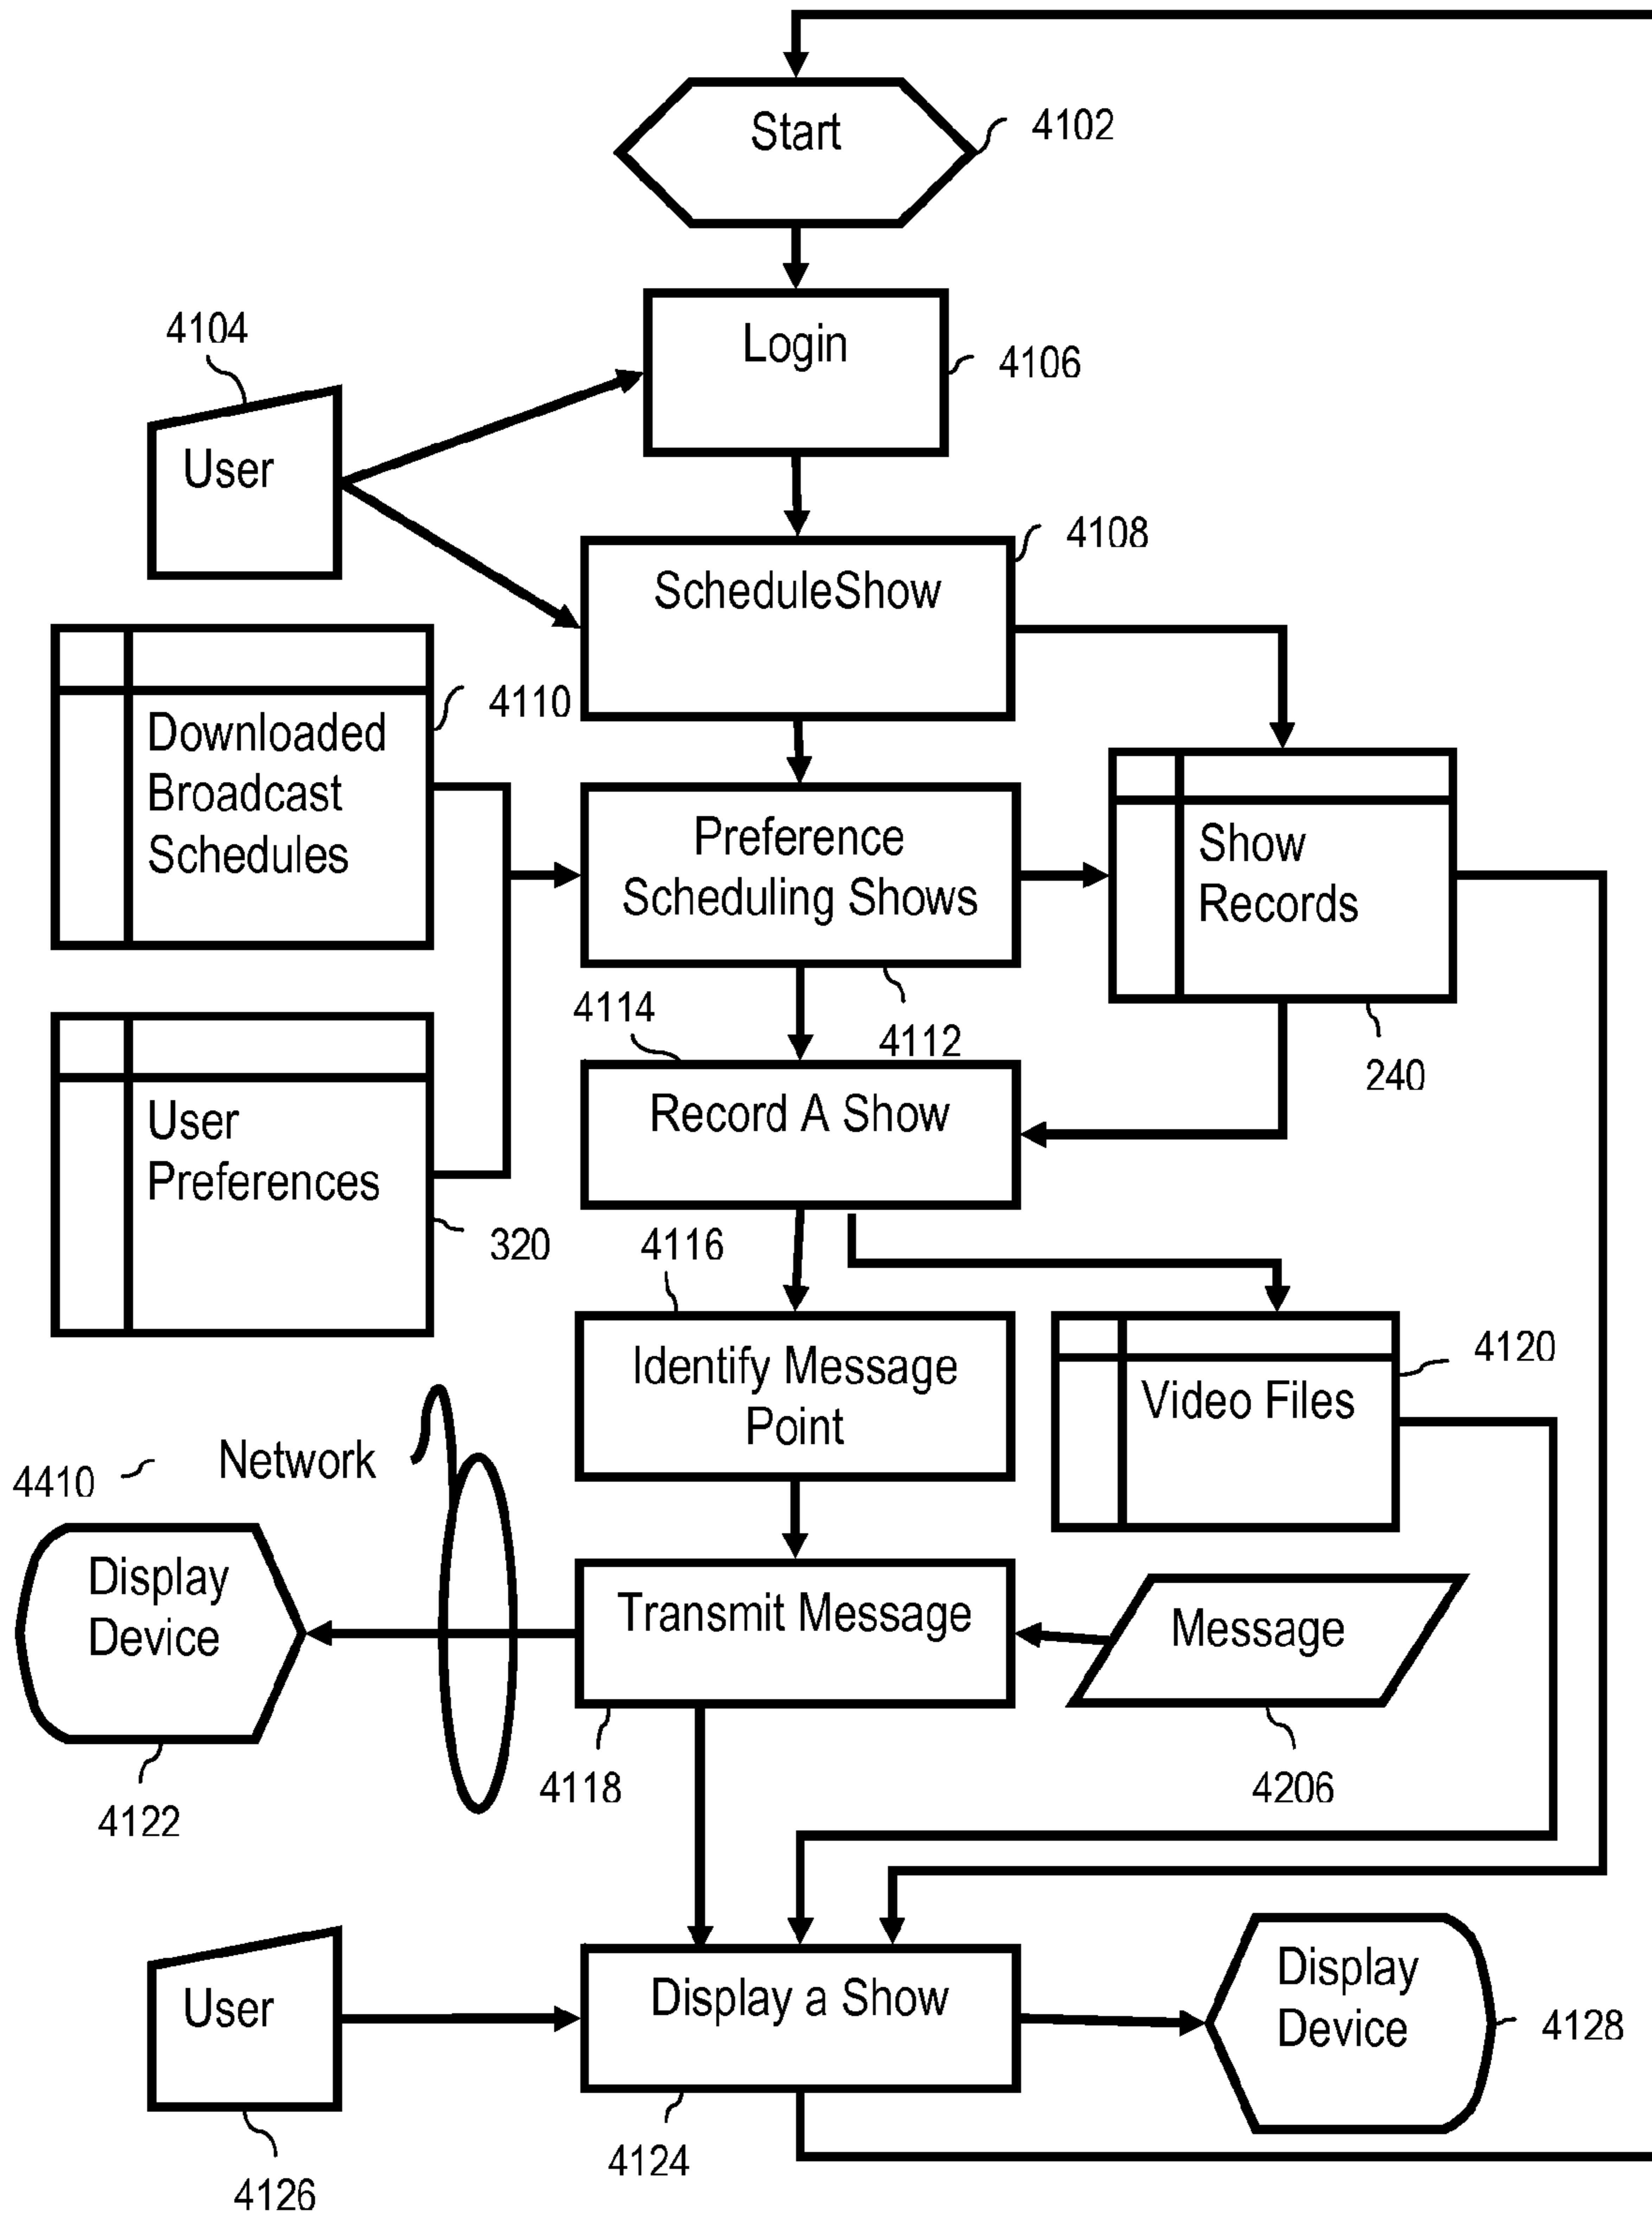 Start
4102
4104
Login
4106
User
4108
ScheduleShow
4110
Downloaded
Broadcast
Schedules
Preference
Scheduling Shows
Show
Records
4114
4112
240
User
Preferences
Record A Show
320
4116
4120
Identify Message
Point
Video Files
Network
4410
Display
Device
Transmit Message
Message
4118
4206
4122
User
Display a Show
Display
Device
4128
4124
4126